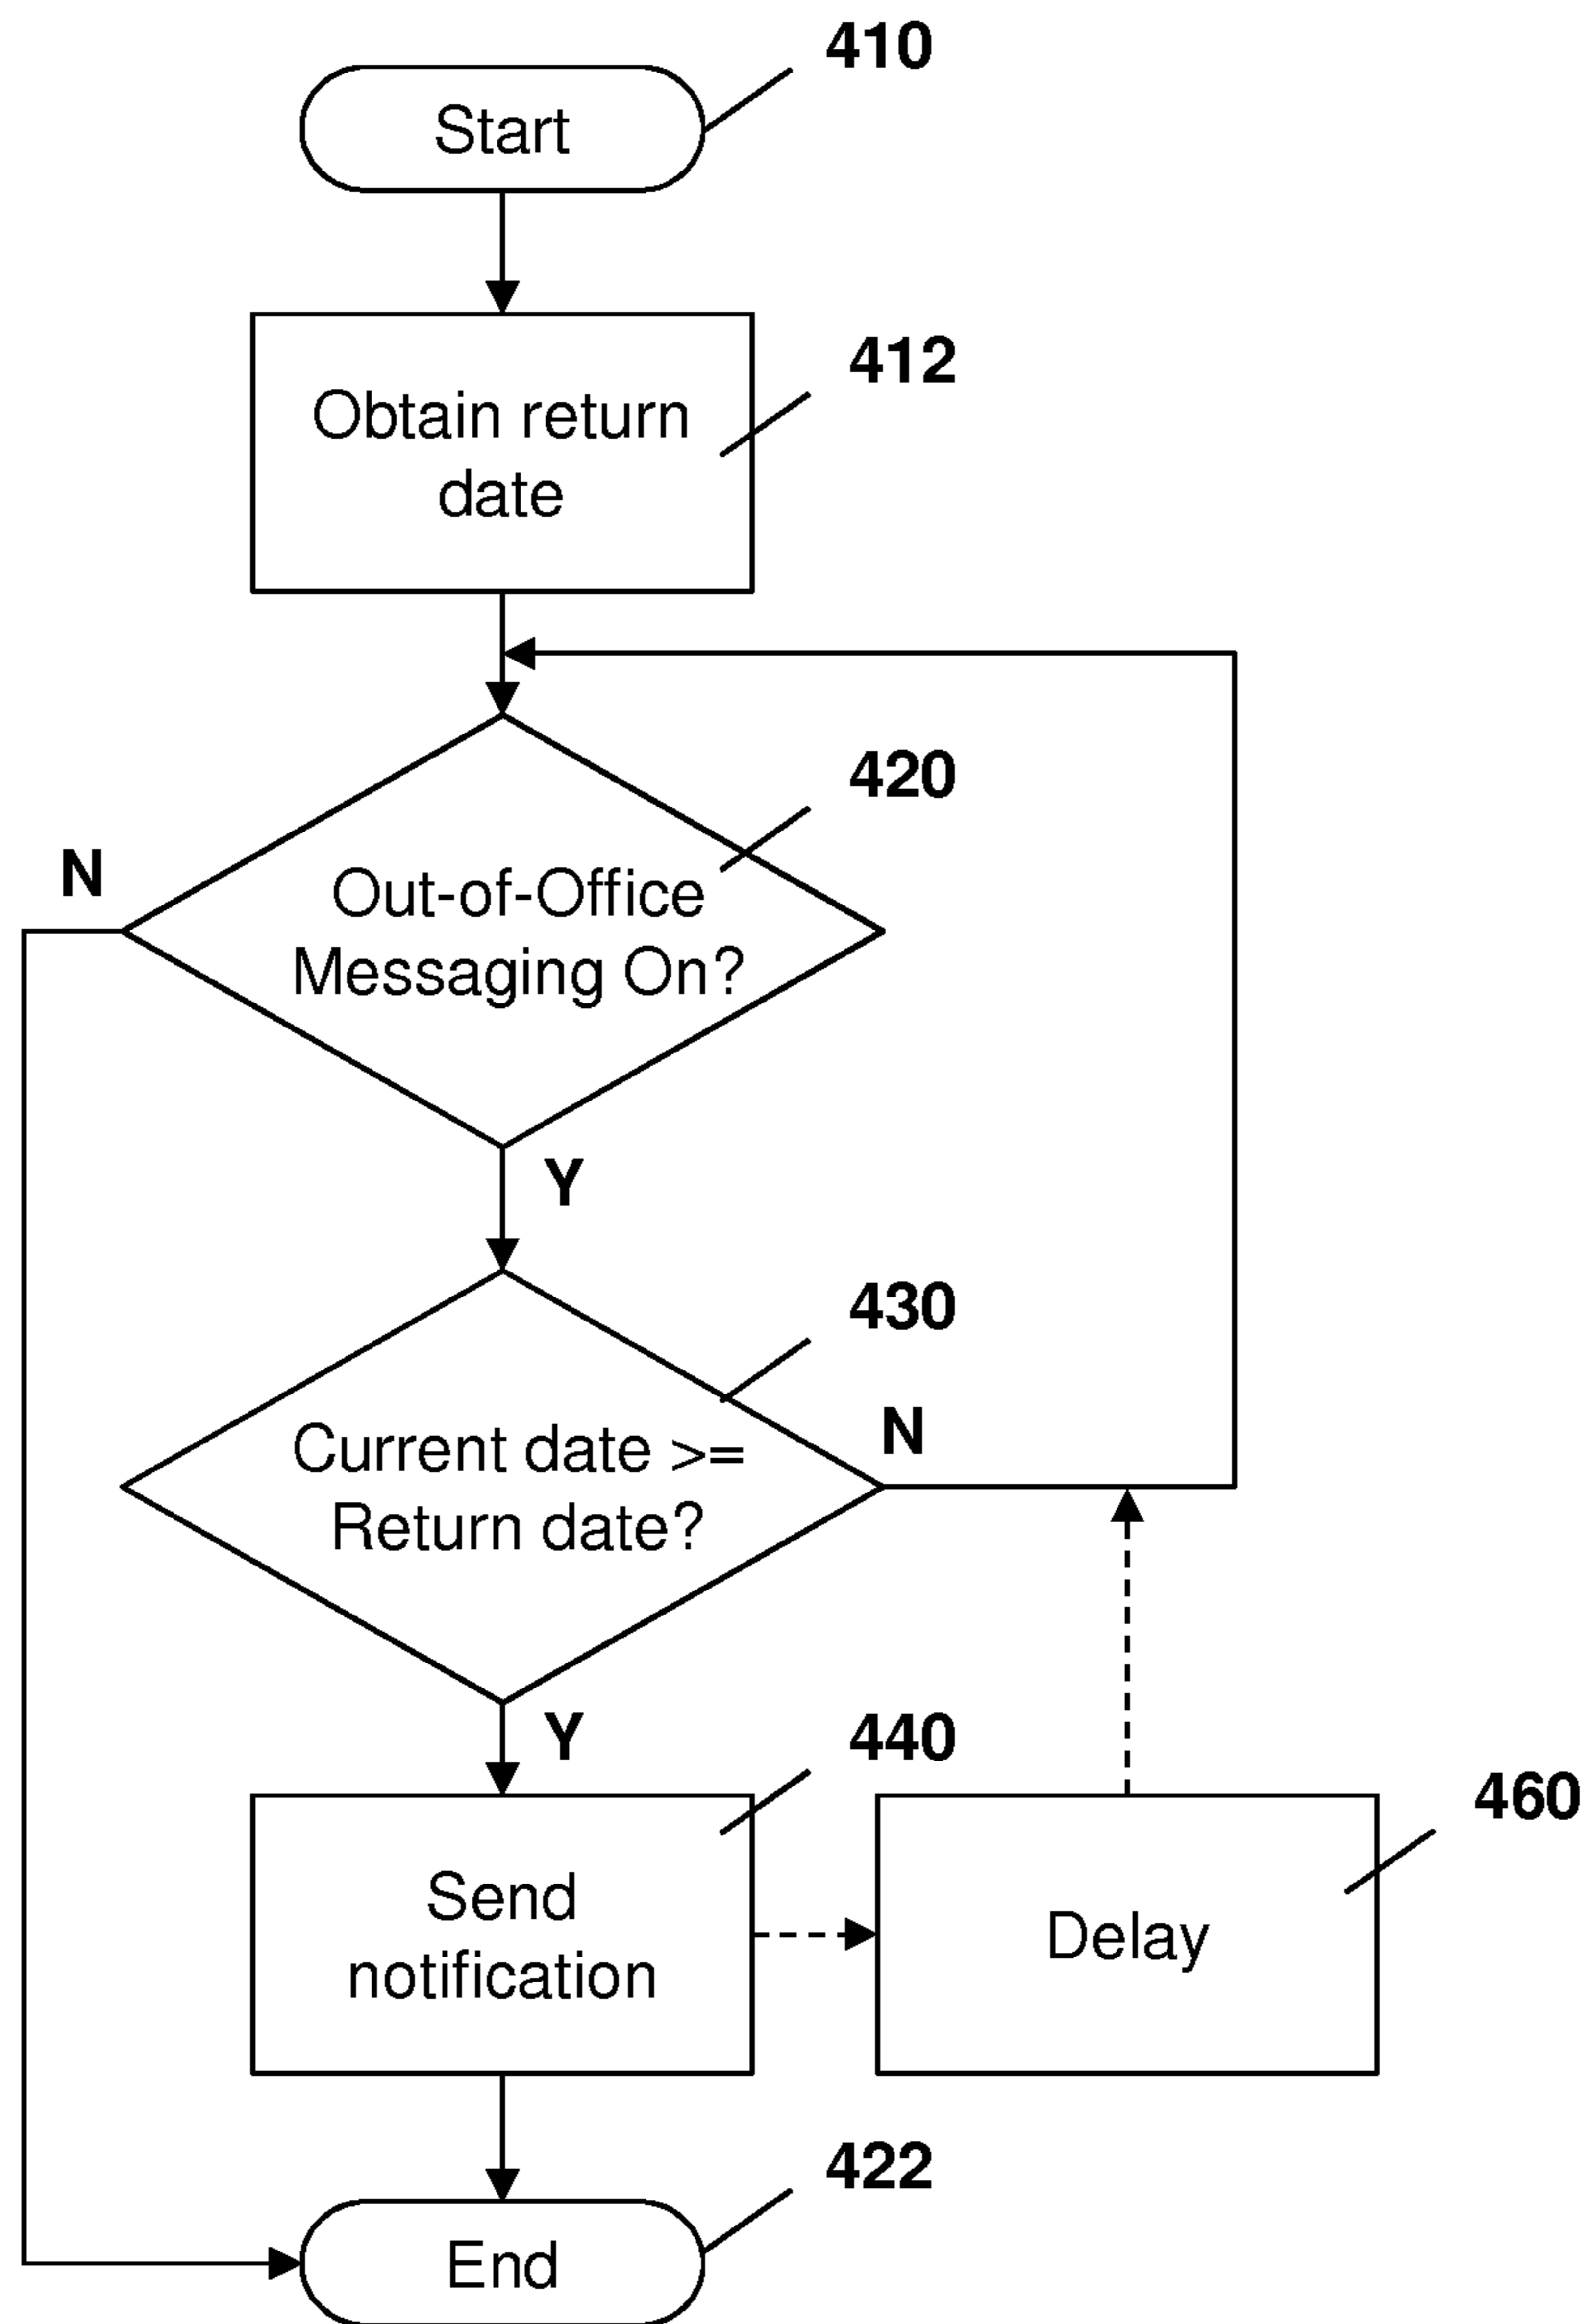 410
Start
412
Obtain return
date
420
N
Out-of-Office
Messaging On?
Y
430
N
Current date >=
Return date?
Y
440
460
Send
notification
Delay
422
End